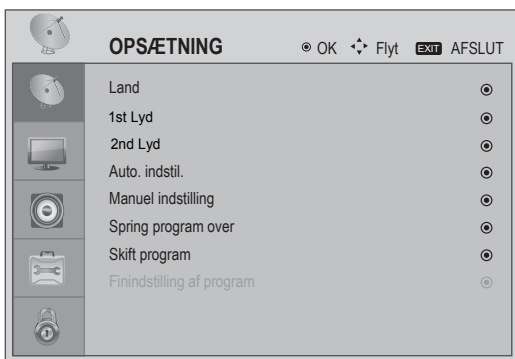 OPSÆTNING OK Flyt EXIT AFSLUT
Land
1st Lyd
2nd Lyd
Auto. indstil.
Manuel indstilling
Spring program over
Skift program
Finindstilling af program